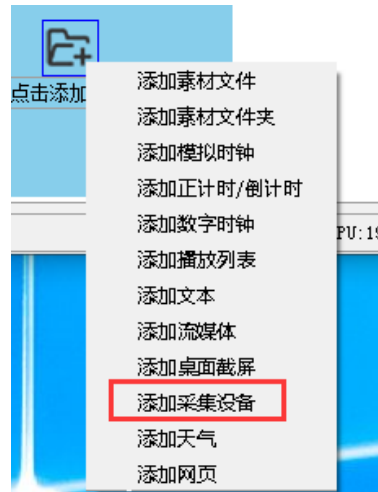 点击添加
添加素材文件
添加素材文件夹
添加模拟时钟
添加正计时/倒计时
添加数字时钟
PU:19
添加播放列表
添加文本
添加流媒体
添加桌面截屏
添加采集设备
添加天气
添加网页